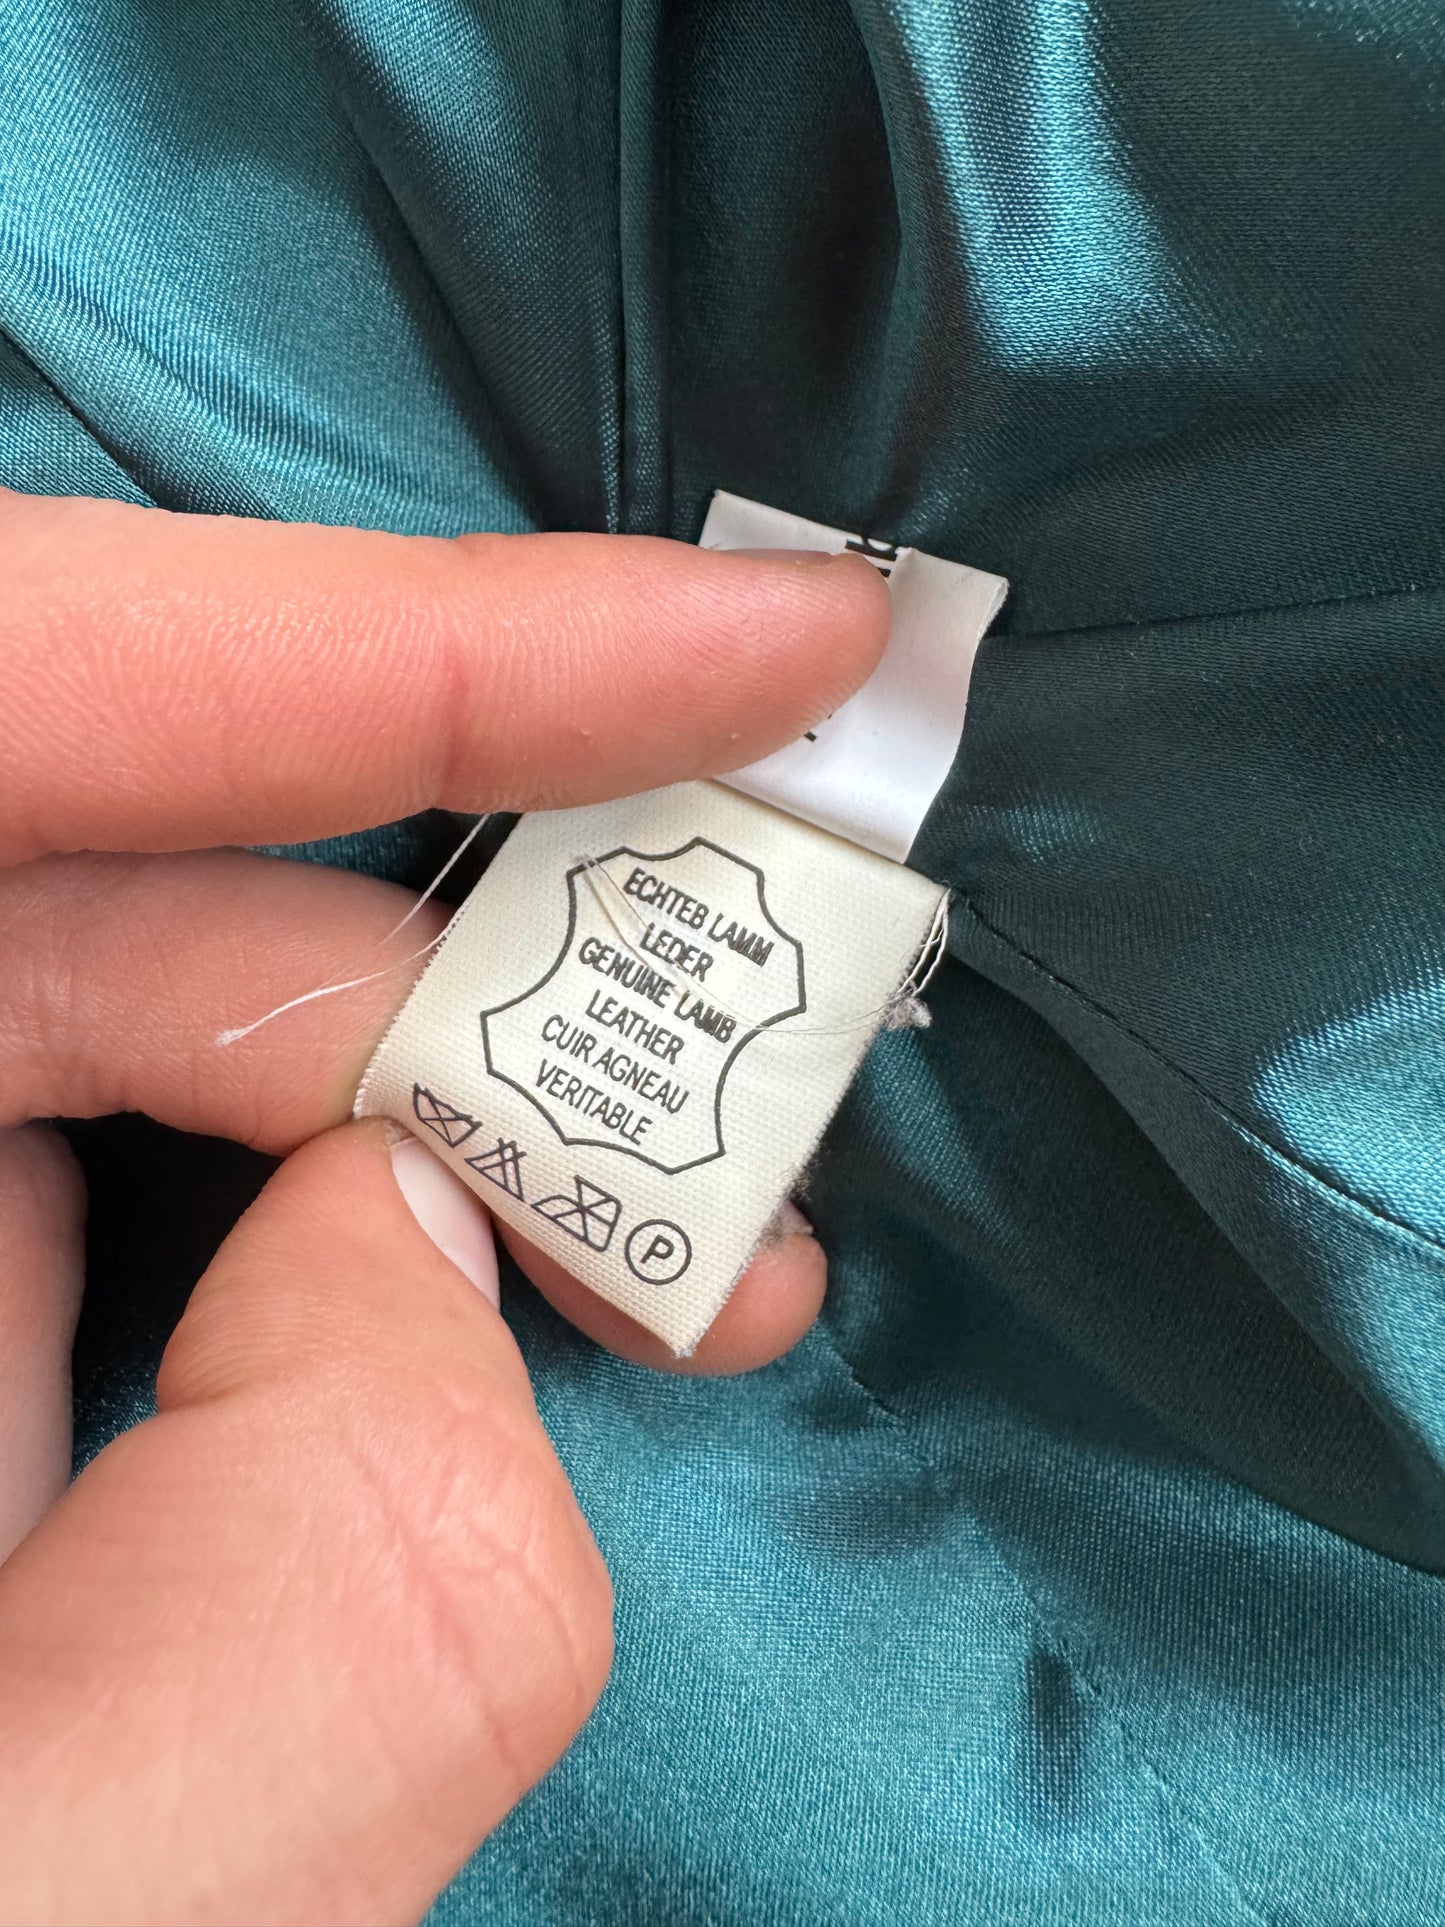 ECHTEB LAMM
LEDER
GENUINE LAMB
LEATHER
CUIR AGNEAU
VERITABLE
P